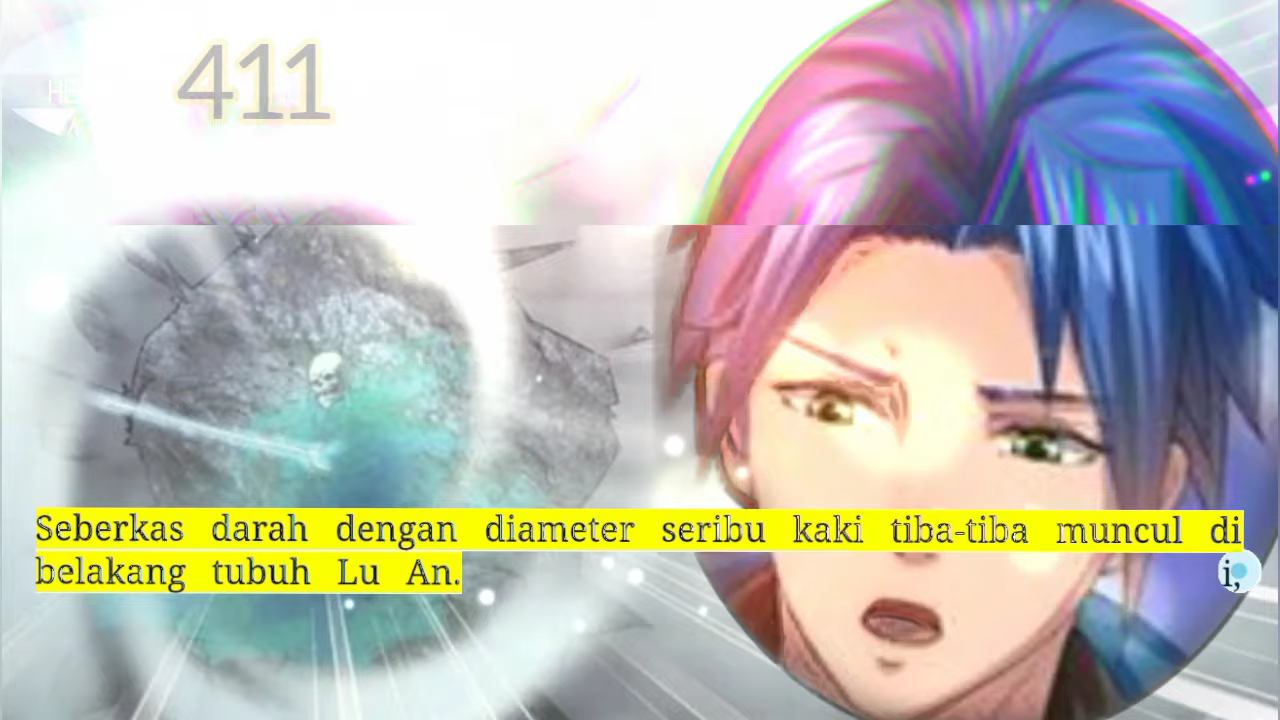 411
Seberkas darah dengan diameter seribu kaki tiba-tiba muncul di
belakang tubuh Lu An.
i,